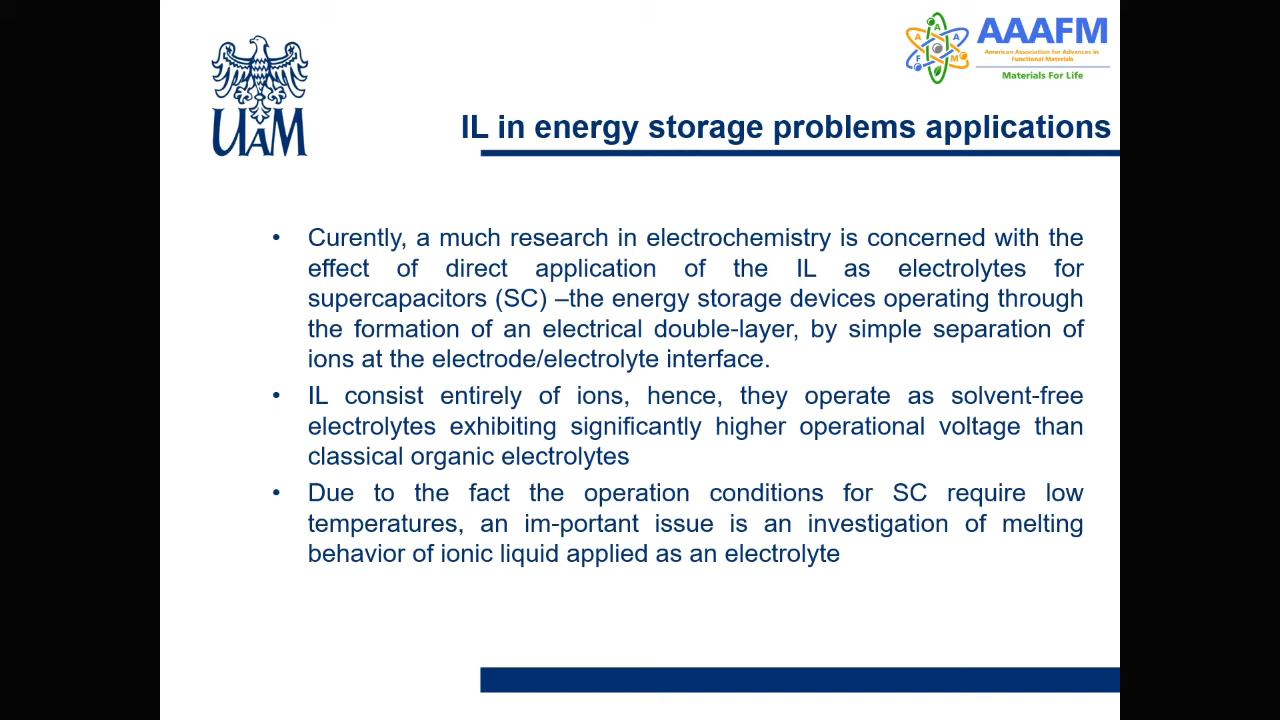 UAM
A A A F M
AAAFM
American Association for Advances in
Functional Materials
Materials For Life
IL in energy storage problems applications
• Curently, a much research in electrochemistry is concerned with the
effect of direct application of the IL as electrolytes for
supercapacitors (SC) –the energy storage devices operating through
the formation of an electrical double-layer, by simple separation of
ions at the electrode/electrolyte interface.
• IL consist entirely of ions, hence, they operate as solvent-free
electrolytes exhibiting significantly higher operational voltage than
classical organic electrolytes
• Due to the fact the operation conditions for SC require low
temperatures, an im-portant issue is an investigation of melting
behavior of ionic liquid applied as an electrolyte